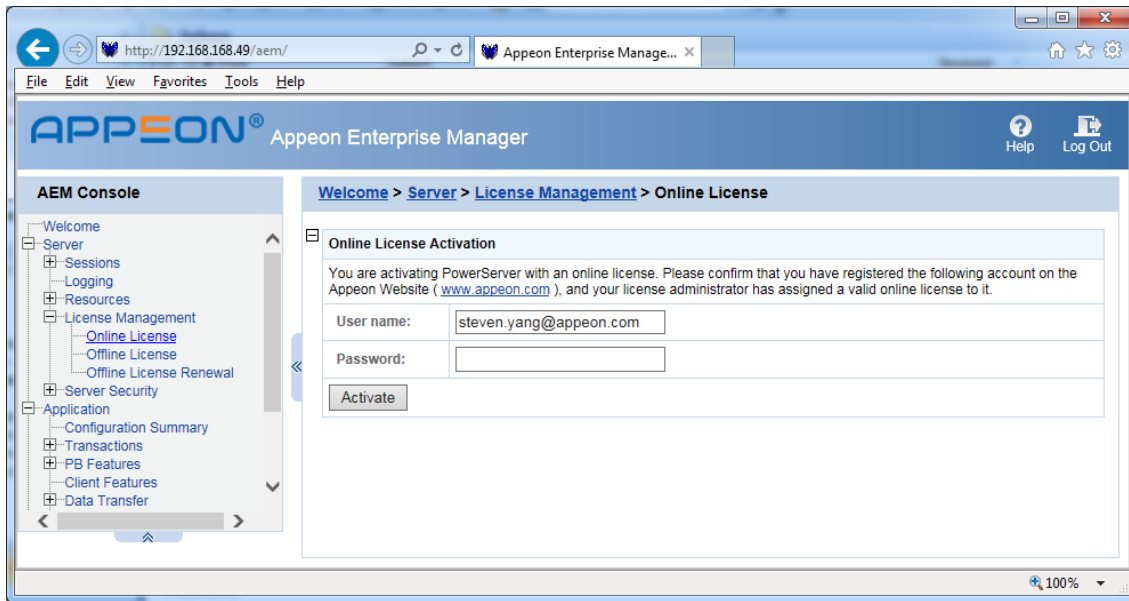 http://192.168.168.49/aem/
Appeon Enterprise Manage...
File Edit View Favorites Tools Help
APPEON® Appeon Enterprise Manager
Help
Log Out
AEM Console
Welcome
Server
Sessions
Logging
Resources
License Management
Online License
Offline License
Offline License Renewal
Server Security
Application
Configuration Summary
Transactions
PB Features
Client Features
Data Transfer
Welcome > Server > License Management > Online License
Online License Activation
You are activating PowerServer with an online license. Please confirm that you have registered the following account on the
Appeon Website ( www.appeon.com ), and your license administrator has assigned a valid online license to it.
User name: steven.yang@appeon.com
Password:
Activate
100%